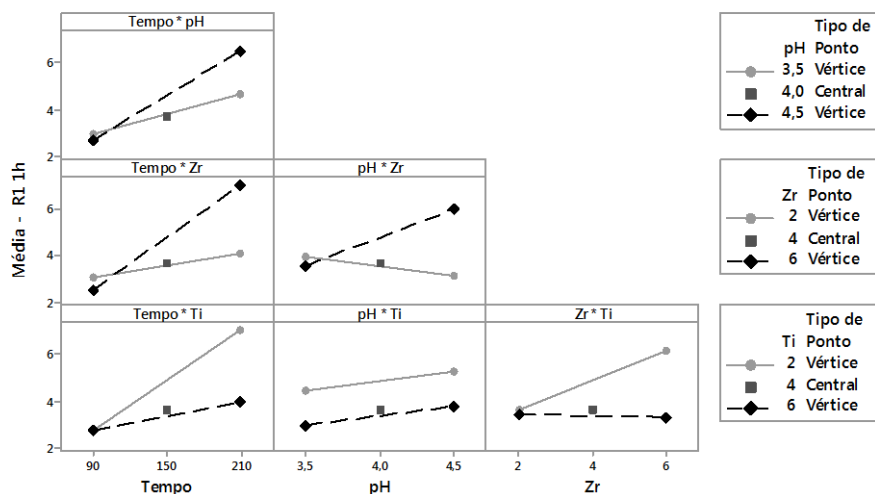 Tempo * pH
6
4
2
Tipo de
pH Ponto
3,5 Vértice
4,0 Central
4,5 Vértice
Média - R1 1h
Tempo * Zr
pH * Zr
6
4
2
Tipo de
Zr Ponto
2 Vértice
4 Central
6 Vértice
Tempo * Ti
pH * Ti
Zr * Ti
6
4
2
Tipo de
Ti Ponto
2 Vértice
4 Central
6 Vértice
90 150 210
3,5 4,0 4,5
2 4 6
Tempo
pH
Zr